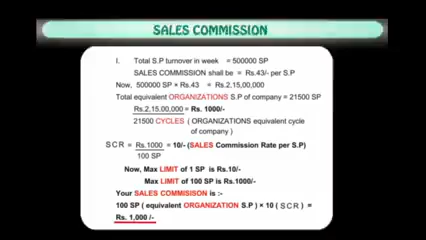 SALES COMMISSION
I. Total S.P turnover in week = 500000 SP
SALES COMMISSION shall be = Rs.43/- per S.P
Now, 500000 SP × Rs.43 = Rs.2,15,00,000
Total equivalent ORGANIZATIONS S.P of company = 21500 SP
Rs.2,15,00,000 = Rs. 1000/-
21500 CYCLES ( ORGANIZATIONS equivalent cycle
of company )
SCR = Rs.1000 = 10/- (SALES Commission Rate per S.P)
100 SP
Now, Max LIMIT of 1 SP is Rs.10/-
Max LIMIT of 100 SP is Rs.1000/-
Your SALES COMMISISON is :-
100 SP ( equivalent ORGANIZATION S.P ) × 10 ( SCR ) =
Rs. 1,000 /-